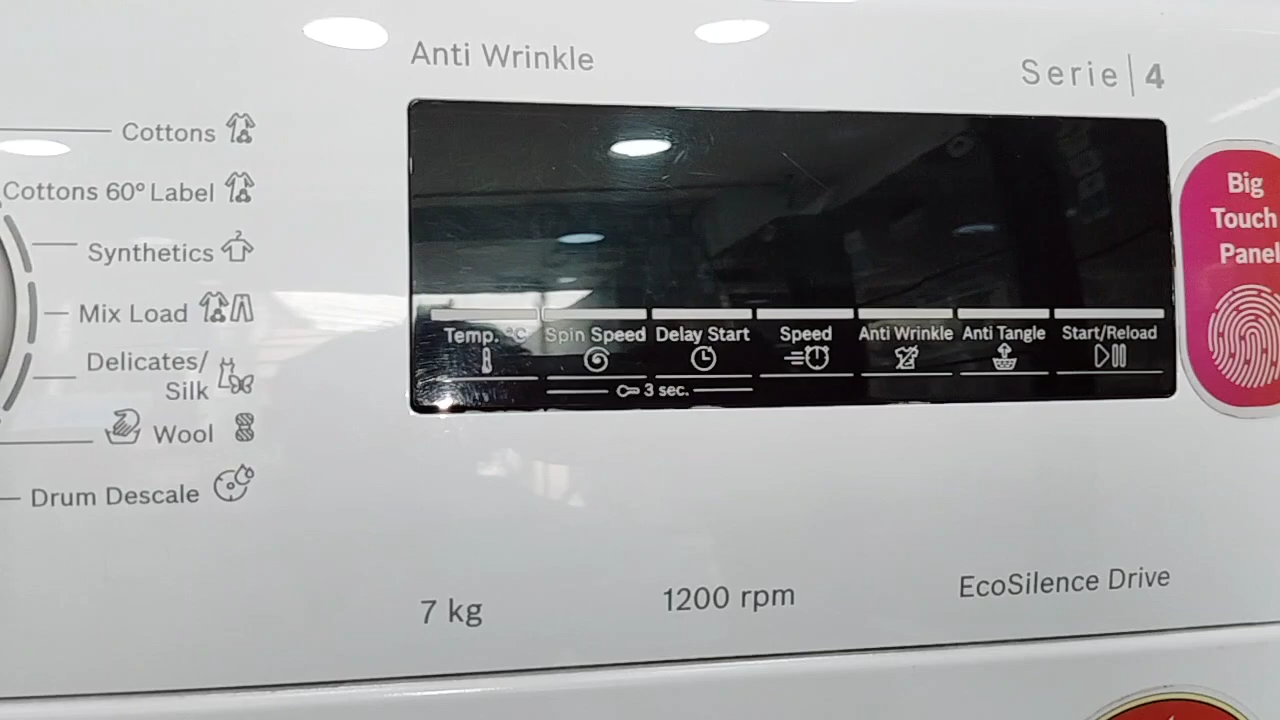 Anti Wrinkle
Serie | 4
Cottons
Cottons 60° Label
Synthetics
Mix Load
Delicates/
Silk
Wool
Drum Descale
Temp. °C
Spin Speed
Delay Start
Speed
Anti Wrinkle
Anti Tangle
Start/Reload
3 sec.
Big
Touch
Panel
7 kg
1200 rpm
EcoSilence Drive